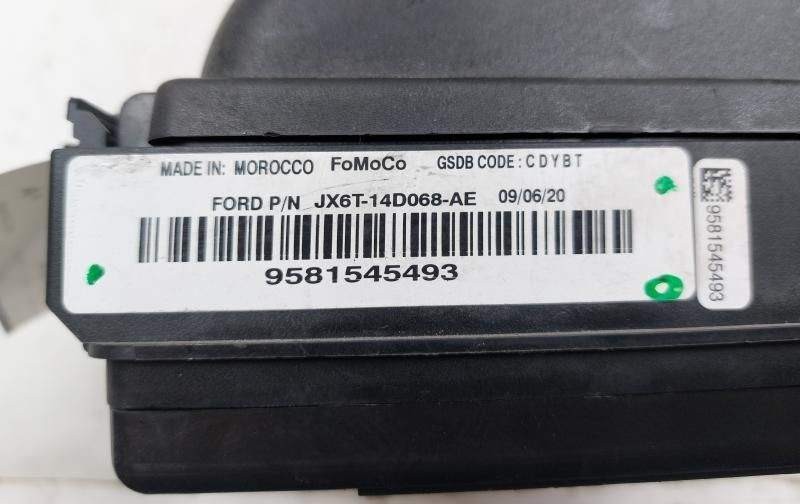 MADE IN: MOROCCO FoMoCo GSDB CODE: C D Y B T
FORD P/N JX6T-14D068-AE 09/06/20
9581545493
9581545493